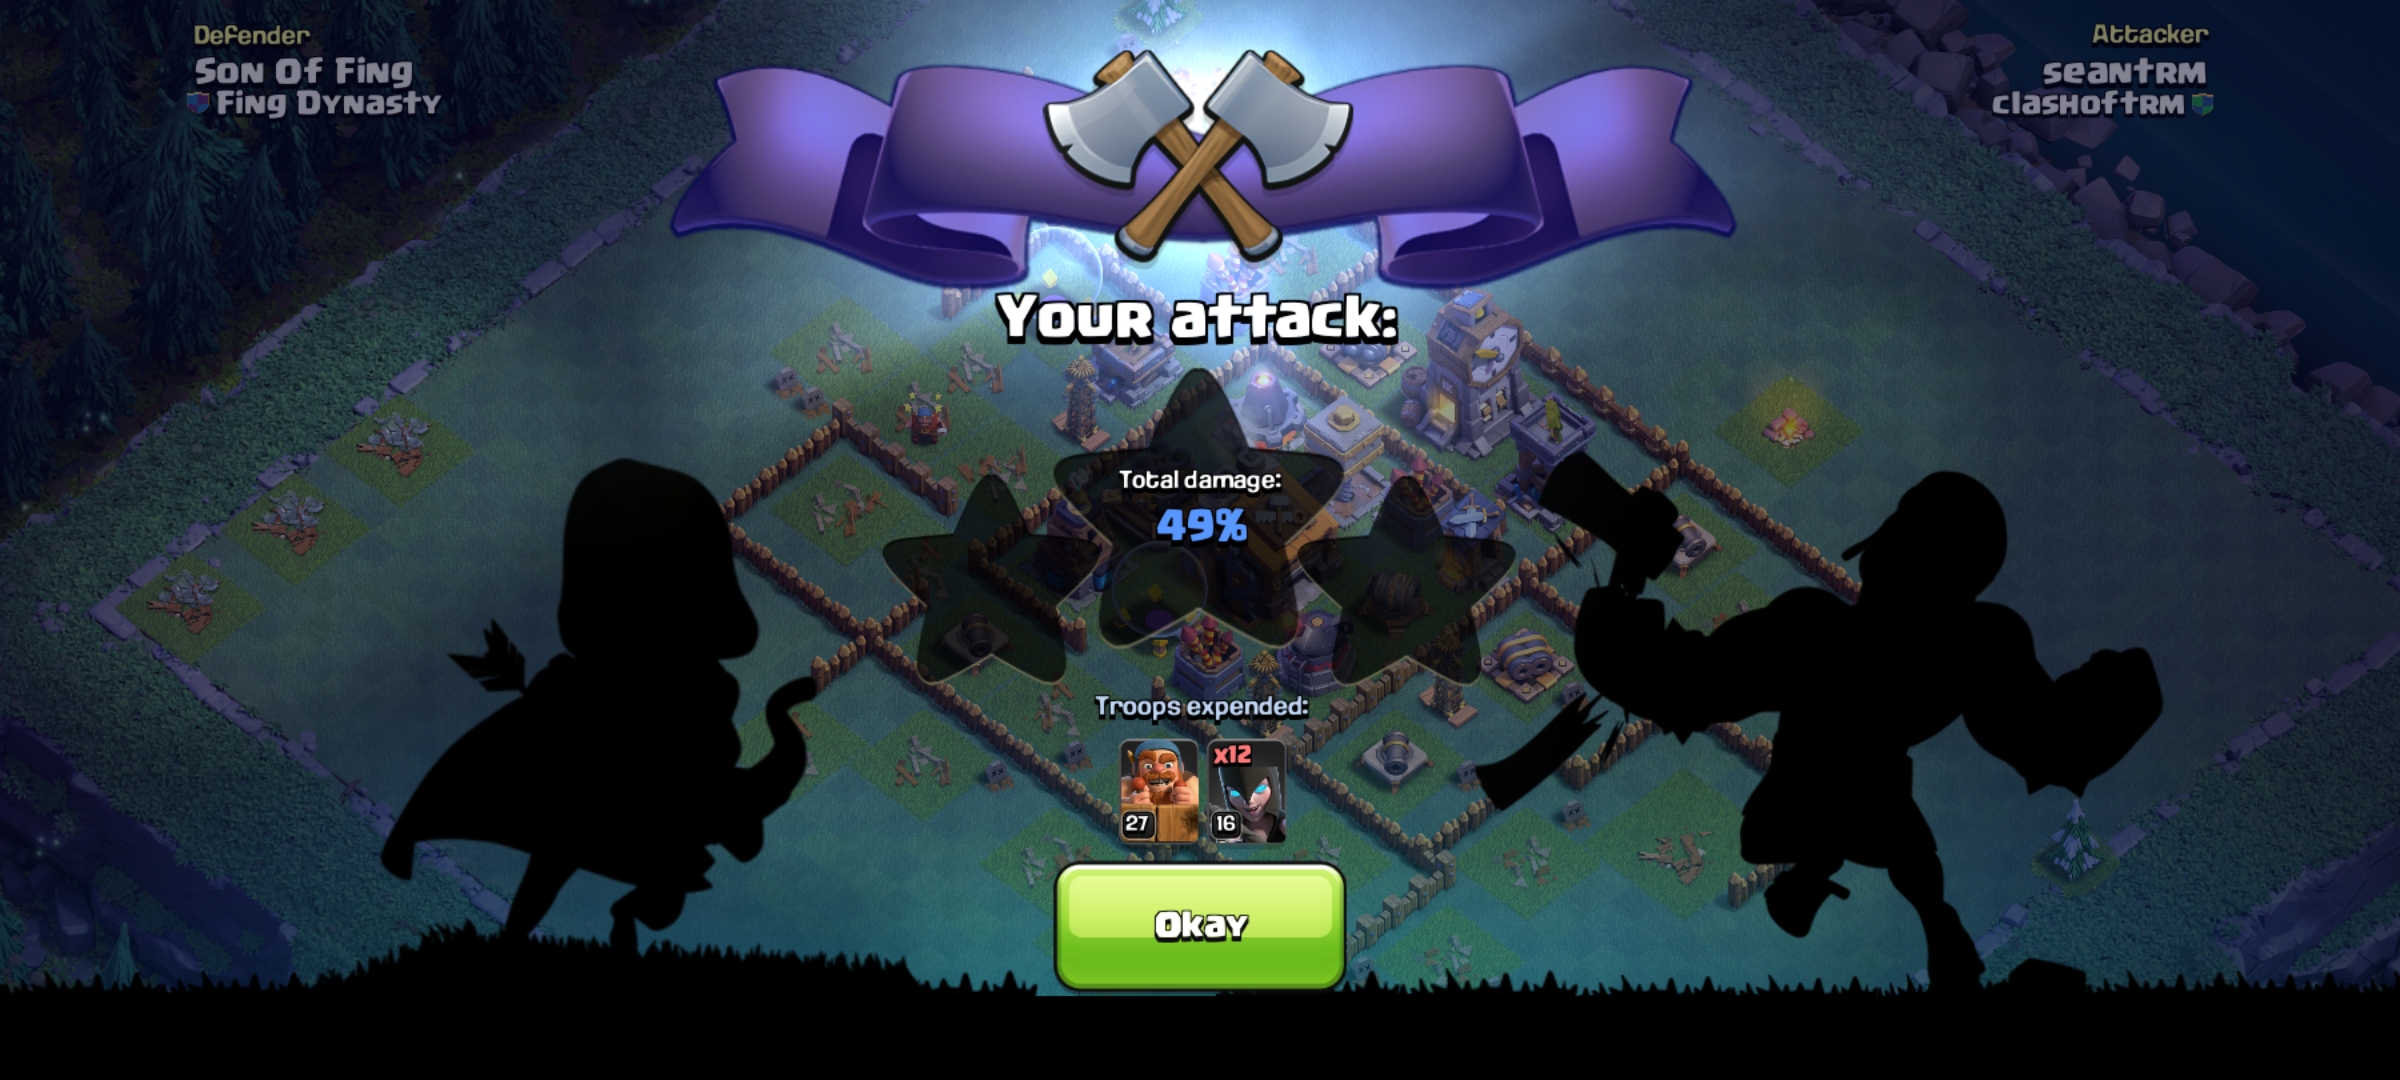 Defender
Son Of Fing
Fing Dynasty
Attacker
seantRM
clashoftRM
Your attack:
Total damage:
49%
Troops expended:
x12
27
16
Okay